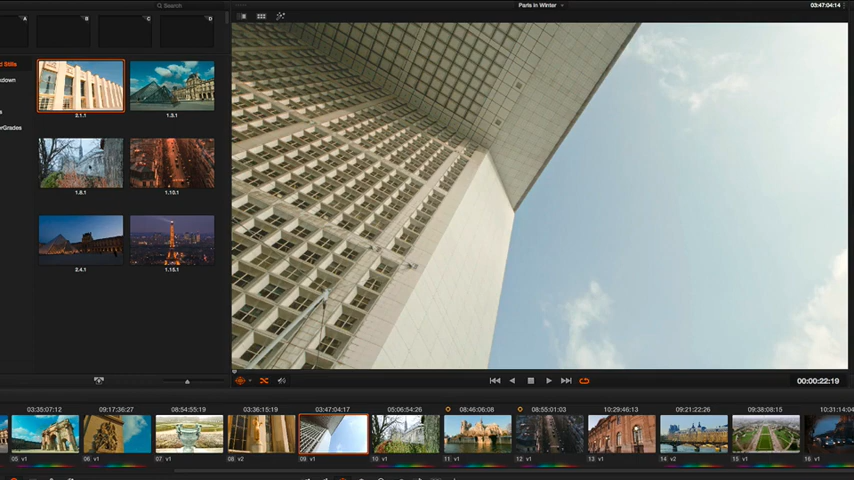 Search
Paris in Winter
03:47:04:14
A
B
C
D
d Stills
kdown
s
erGrades
2.1.1
1.3.1
1.8.1
1.10.1
2.4.1
1.15.1
00:00:22:19
03:35:07:12
09:17:36:27
08:54:55:19
03:36:15:19
03:47:04:17
05:06:54:26
08:46:06:08
08:55:01:03
10:29:46:13
09:21:22:26
09:38:08:15
10:31:14:0
05 V1
06 V1
07 V1
08 V2
09 V1
10 V1
11 V1
12 V1
13 V1
14 V2
15 V1
16 V1